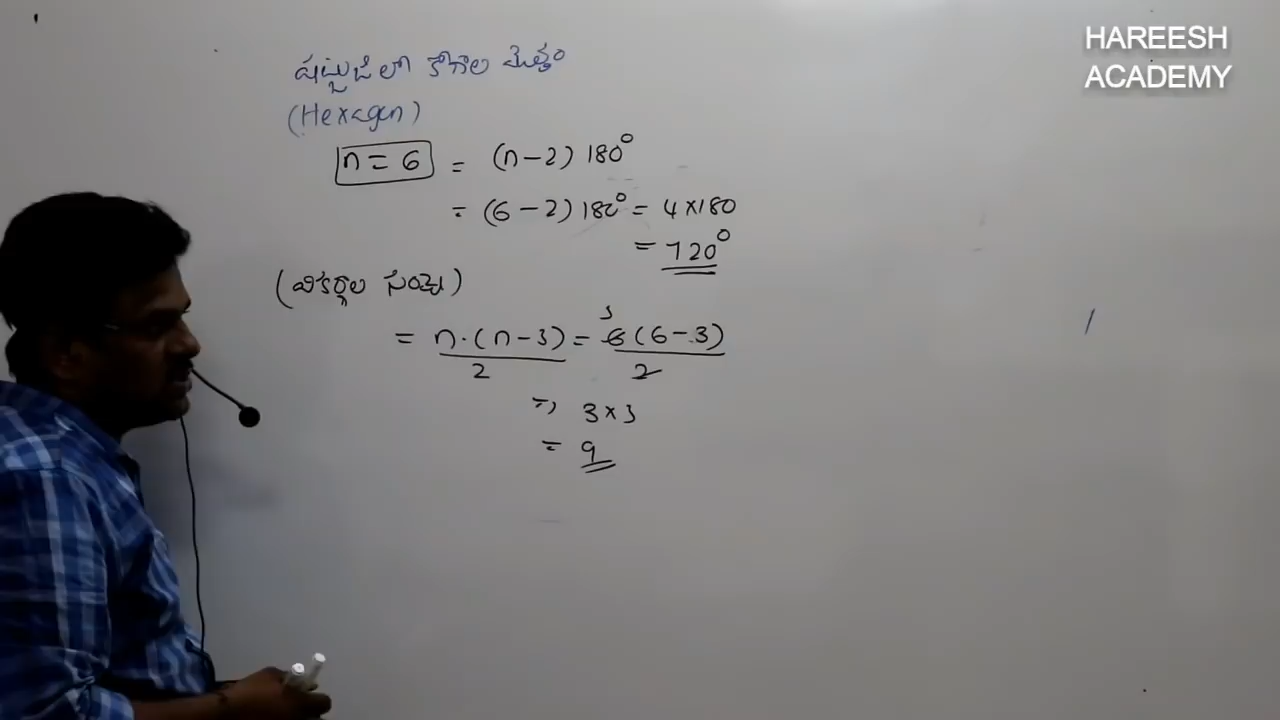 HAREESH
ACADEMY
షడ్భుజిలో కోణాల మొత్తం
(Hexagon)
n = 6 = (n-2) 180°
= (6-2) 180° = 4×180
= 720°
(వికర్ణాల సంఖ్య)
= n·(n-3)/2 = 6(6-3)/2
3
⇒ 3×3
= 9